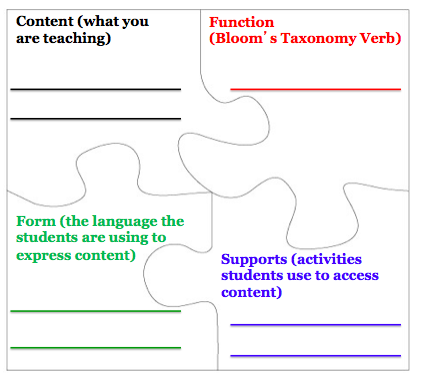 Content (what you
are teaching)
Function
(Bloom's Taxonomy Verb)
Form (the language the
students are using to
express content)
Supports (activities
students use to access
content)